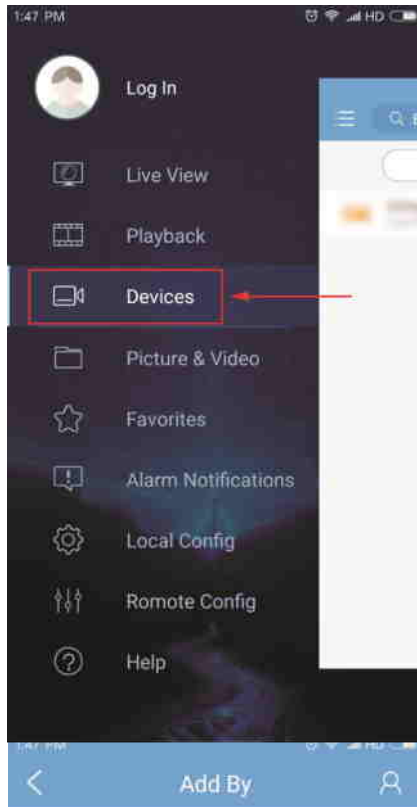 1:47 PM HD
Log In
Live View
Playback
Devices
Picture & Video
Favorites
Alarm Notifications
Local Config
Romote Config
Help
Add By